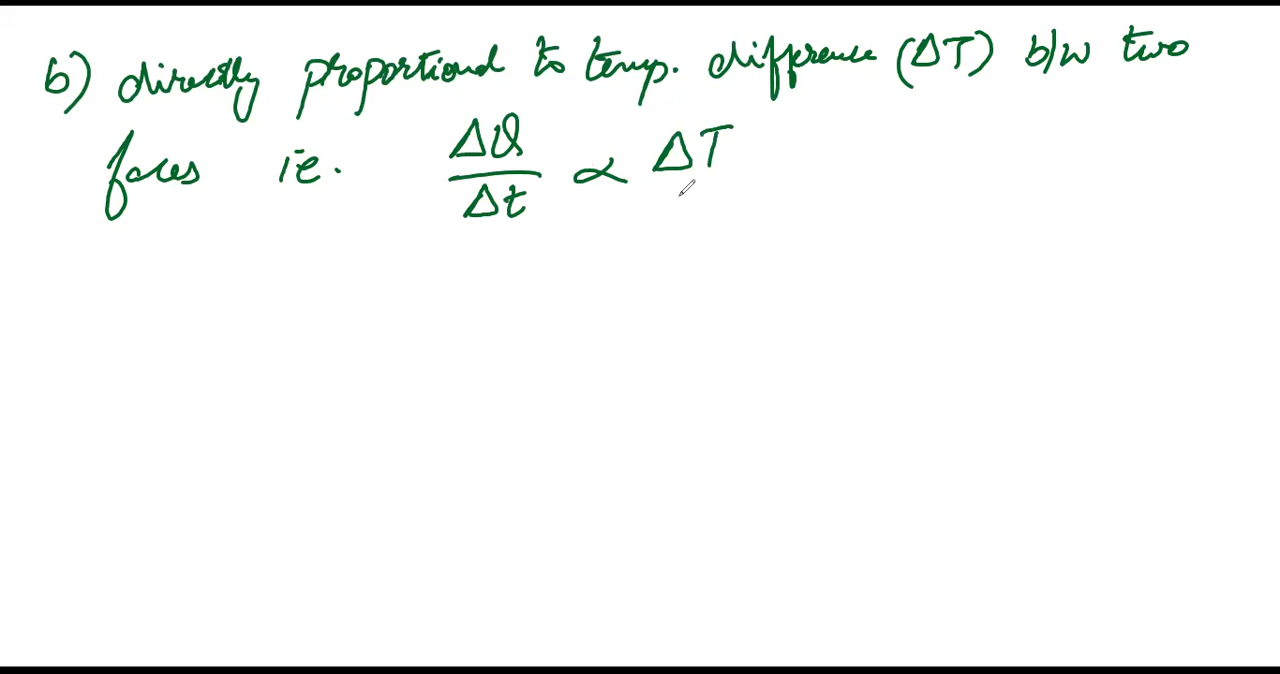 b) directly proportional to temp. difference (ΔT) b/w two
faces ie. ΔQ/Δt ∝ ΔT